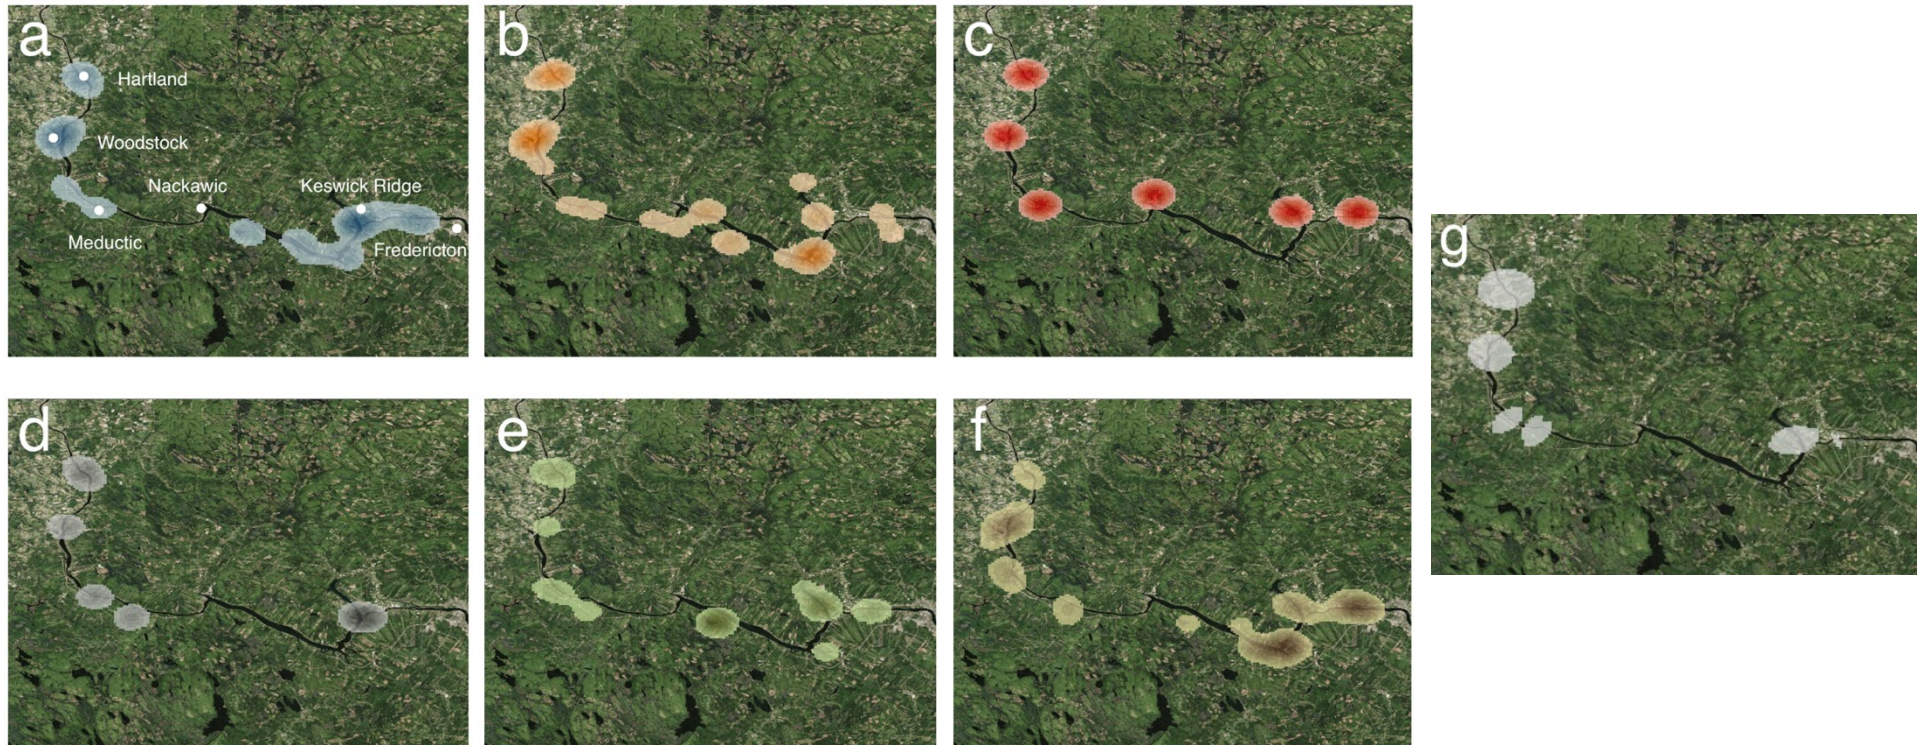 a
b
c
Hartland
Woodstock
Nackawic
Keswick Ridge
Meductic
Fredericton
g
d
e
f